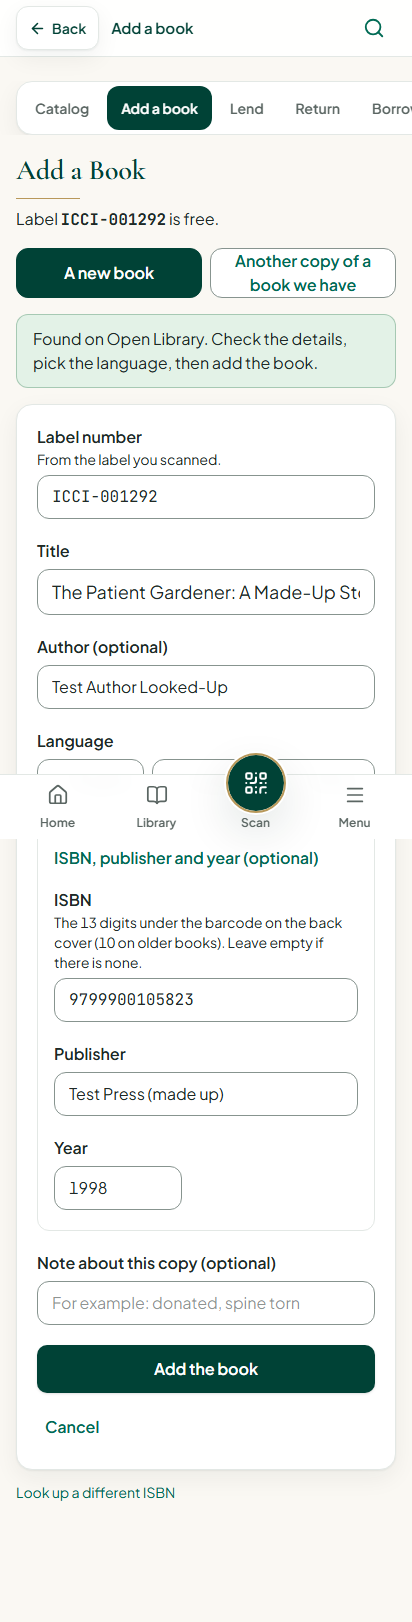 Back
Add a book
Catalog
Add a book
Lend
Return
Add a Book
Label ICCI-001292 is free.
A new book
Another copy of a
book we have
Found on Open Library. Check the details,
pick the language, then add the book.
Label number
From the label you scanned.
ICCI-001292
Title
The Patient Gardener: A Made-Up
Author (optional)
Test Author Looked-Up
Language
Home
Library
Scan
Menu
ISBN, publisher and year (optional)
ISBN
The 13 digits under the barcode on the back
cover (10 on older books). Leave empty if
there is none.
9799900105823
Publisher
Test Press (made up)
Year
1998
Note about this copy (optional)
For example: donated, spine torn
Add the book
Cancel
Look up a different ISBN